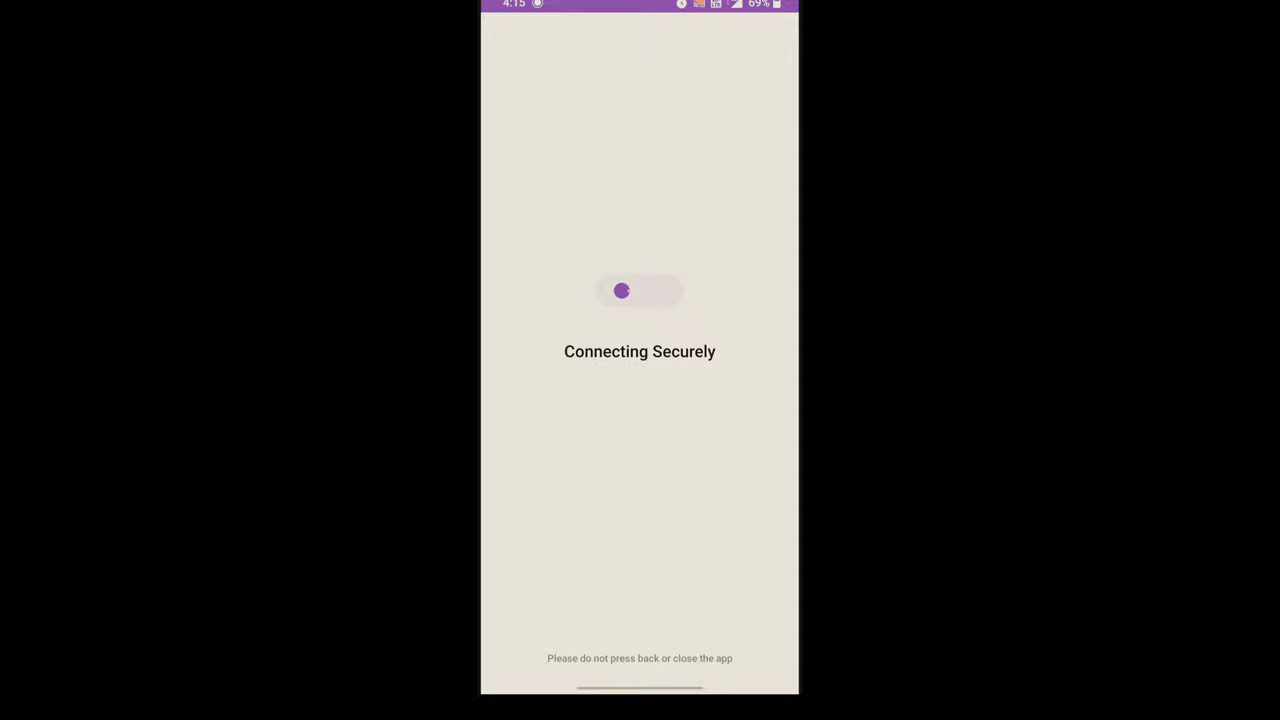 4:15 69%
Connecting Securely
Please do not press back or close the app